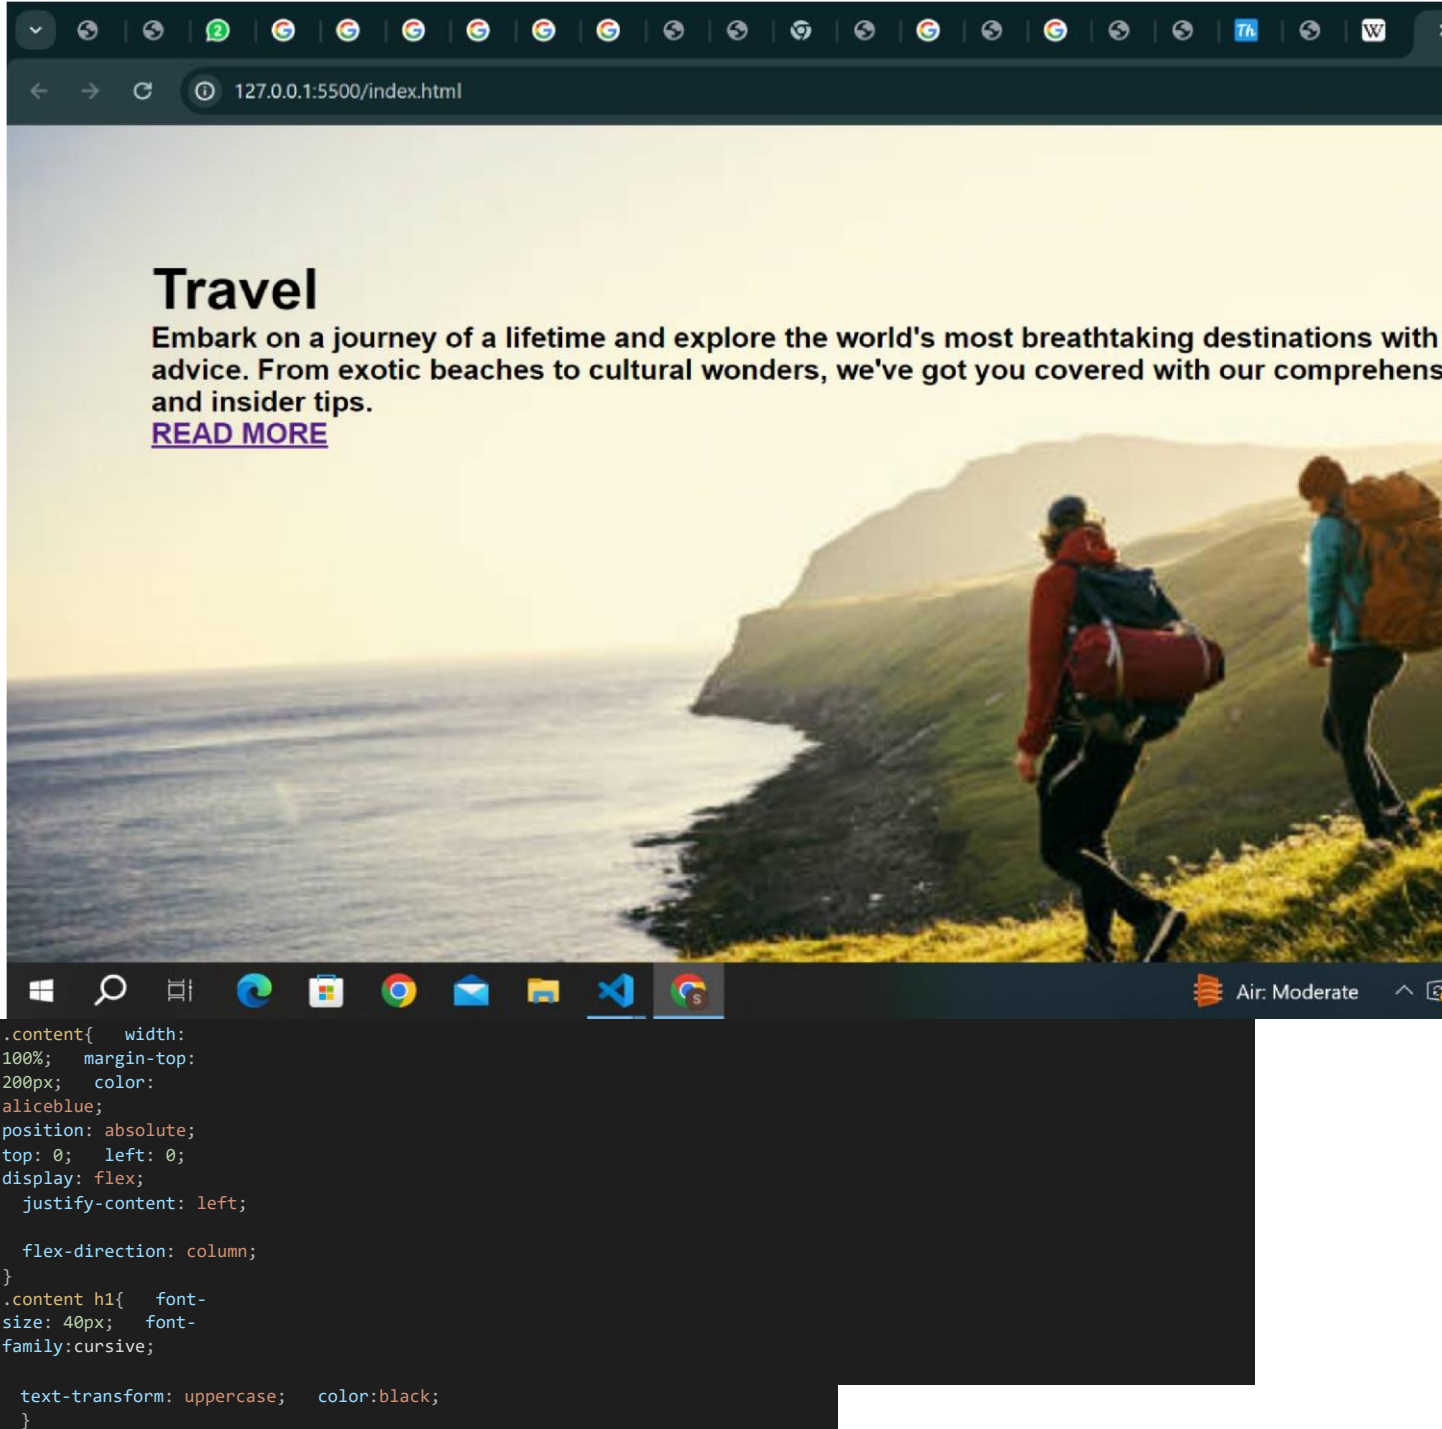 2
Th
W
127.0.0.1:5500/index.html
Travel
Embark on a journey of a lifetime and explore the world's most breathtaking destinations with
advice. From exotic beaches to cultural wonders, we've got you covered with our comprehens
and insider tips.
READ MORE
S
Air: Moderate
.content{ width:
100%; margin-top:
200px; color:
aliceblue;
position: absolute;
top: 0; left: 0;
display: flex;
justify-content: left;
flex-direction: column;
}
.content h1{ font-
size: 40px; font-
family:cursive;
text-transform: uppercase; color:black;
}